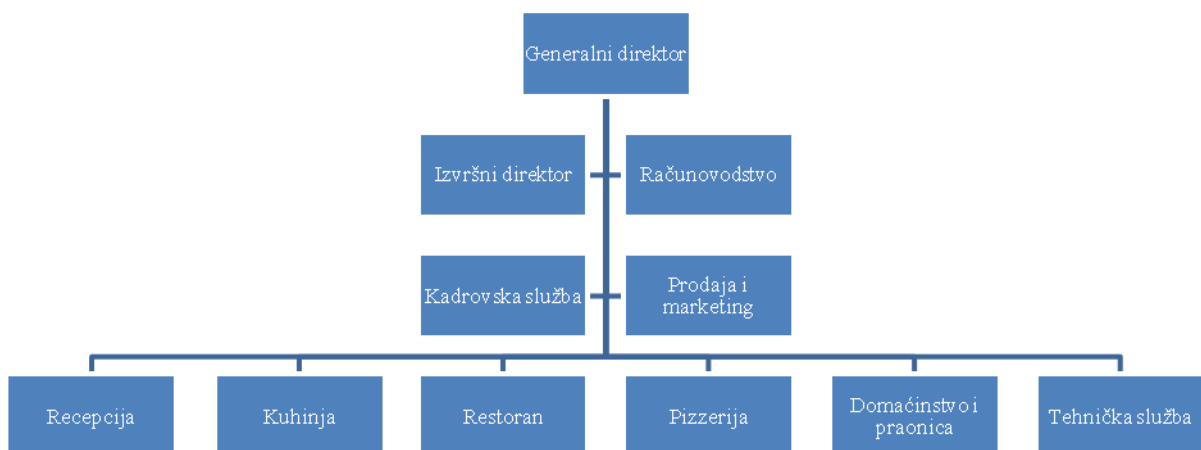 Generalni direktor
Izvršni direktor
Računovodstvo
Kadrovska služba
Prodaja i
marketing
Recepcija
Kuhinja
Restoran
Pizzerija
Domaćinstvo i
praonica
Tehnička služba